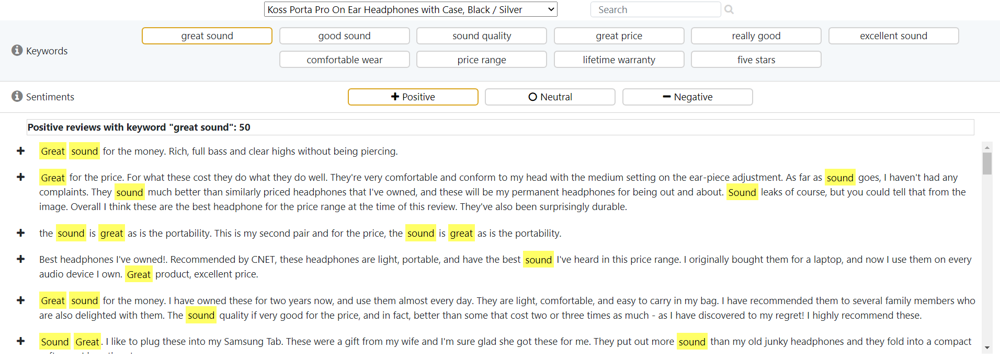 Koss Porta Pro On Ear Headphones with Case, Black / Silver
Search
Keywords
great sound
good sound
sound quality
great price
really good
excellent sound
comfortable wear
price range
lifetime warranty
five stars
Sentiments
Positive
Neutral
Negative
Positive reviews with keyword "great sound": 50
Great sound for the money. Rich, full bass and clear highs without being piercing.
Great for the price. For what these cost they do what they do well. They're very comfortable and conform to my head with the medium setting on the ear-piece adjustment. As far as sound goes, I haven't had any
complaints. They sound much better than similarly priced headphones that I've owned, and these will be my permanent headphones for being out and about. Sound leaks of course, but you could tell that from the
image. Overall I think these are the best headphone for the price range at the time of this review. They've also been surprisingly durable.
the sound is great as is the portability. This is my second pair and for the price, the sound is great as is the portability.
Best headphones I've owned!. Recommended by CNET, these headphones are light, portable, and have the best sound I've heard in this price range. I originally bought them for a laptop, and now I use them on every
audio device I own. Great product, excellent price.
Great sound for the money. I have owned these for two years now, and use them almost every day. They are light, comfortable, and easy to carry in my bag. I have recommended them to several family members who
are also delighted with them. The sound quality if very good for the price, and in fact, better than some that cost two or three times as much - as I have discovered to my regret! I highly recommend these.
Sound Great. I like to plug these into my Samsung Tab. These were a gift from my wife and I'm sure glad she got these for me. They put out more sound than my old junky headphones and they fold into a compact